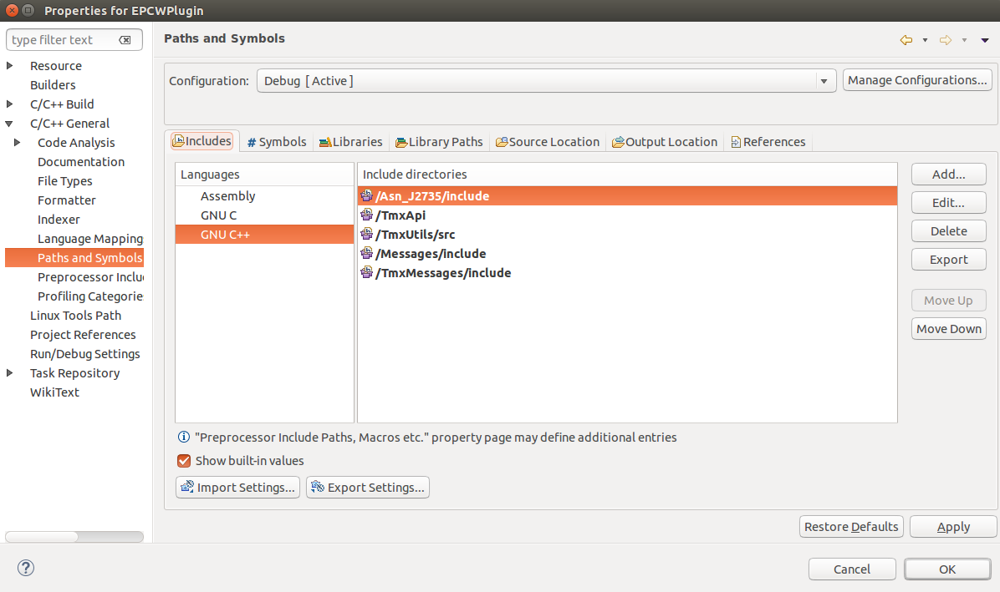 Properties for EPCWPlugin
type filter text
Paths and Symbols
Resource
Builders
C/C++ Build
C/C++ General
Code Analysis
Documentation
File Types
Formatter
Indexer
Language Mapping
Paths and Symbols
Preprocessor Inclu
Profiling Categorie
Linux Tools Path
Project References
Run/Debug Settings
Task Repository
WikiText
Configuration:
Debug [ Active ]
Manage Configurations...
Includes
# Symbols
Libraries
Library Paths
Source Location
Output Location
References
Languages
Assembly
GNU C
GNU C++
Include directories
/Asn_J2735/include
/TmxApi
/TmxUtils/src
/Messages/include
/TmxMessages/include
Add...
Edit...
Delete
Export
Move Up
Move Down
"Preprocessor Include Paths, Macros etc." property page may define additional entries
Show built-in values
Import Settings...
Export Settings...
Restore Defaults
Apply
?
Cancel
OK